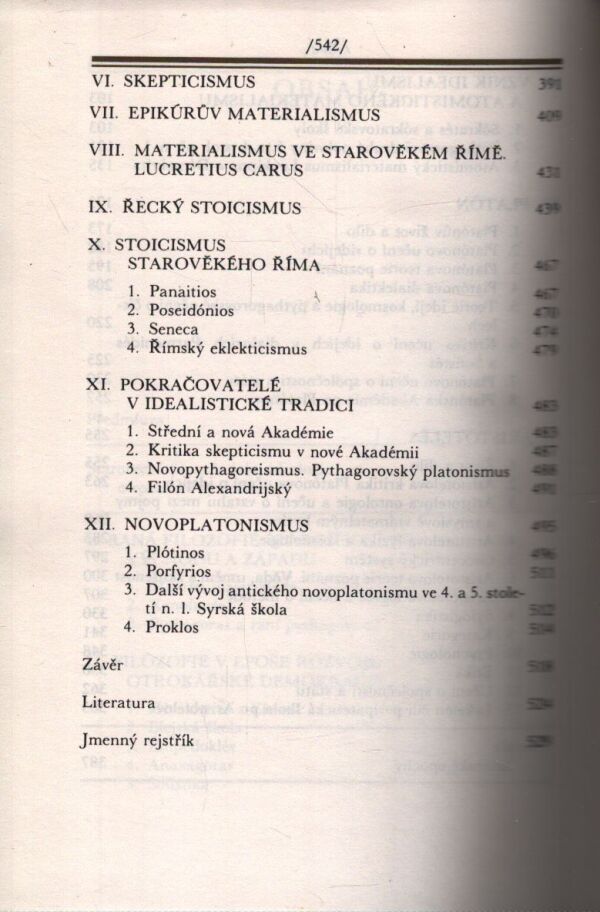 /542/
VI. SKEPTICISMUS 391
VII. EPIKÚRŮV MATERIALISMUS 409
VIII. MATERIALISMUS VE STAROVĚKÉM ŘÍMĚ.
LUCRETIUS CARUS 431
IX. ŘECKÝ STOICISMUS 439
X. STOICISMUS
STAROVĚKÉHO ŘÍMA 467
1. Panaitios 467
2. Poseidónios 470
3. Seneca 474
4. Římský eklekticismus 479
XI. POKRAČOVATELÉ
V IDEALISTICKÉ TRADICI 483
1. Střední a nová Akadémie 483
2. Kritika skepticismu v nové Akadémii 487
3. Novopythagoreismus. Pythagorovský platonismus 488
4. Filón Alexandrijský 491
XII. NOVOPLATONISMUS 495
1. Plótinos 496
2. Porfyrios 511
3. Další vývoj antického novoplatonismu ve 4. a 5. stole-
tí n. l. Syrská škola 512
4. Proklos 514
Závěr 518
Literatura 524
Jmenný rejstřík 529